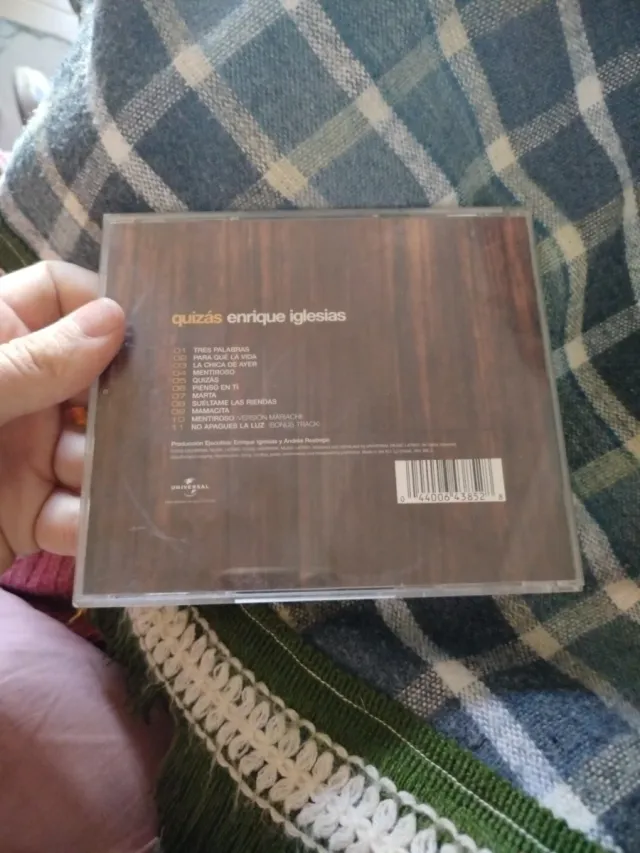 quizás enrique iglesias
01 TRES PALABRAS
02 PARA QUÉ LA VIDA
03 LA CHICA DE AYER
04 MENTIROSO
05 QUIZÁS
06 PIENSO EN TI
07 MARTA
08 SUÉLTAME LAS RIENDAS
09 MAMACITA
10 MENTIROSO (VERSIÓN MARIACHI)
11 NO APAGUES LA LUZ (BONUS TRACK)
Producción Ejecutiva: Enrique Iglesias y Andrés Restrepo
UNIVERSAL
0 44006 43852 8